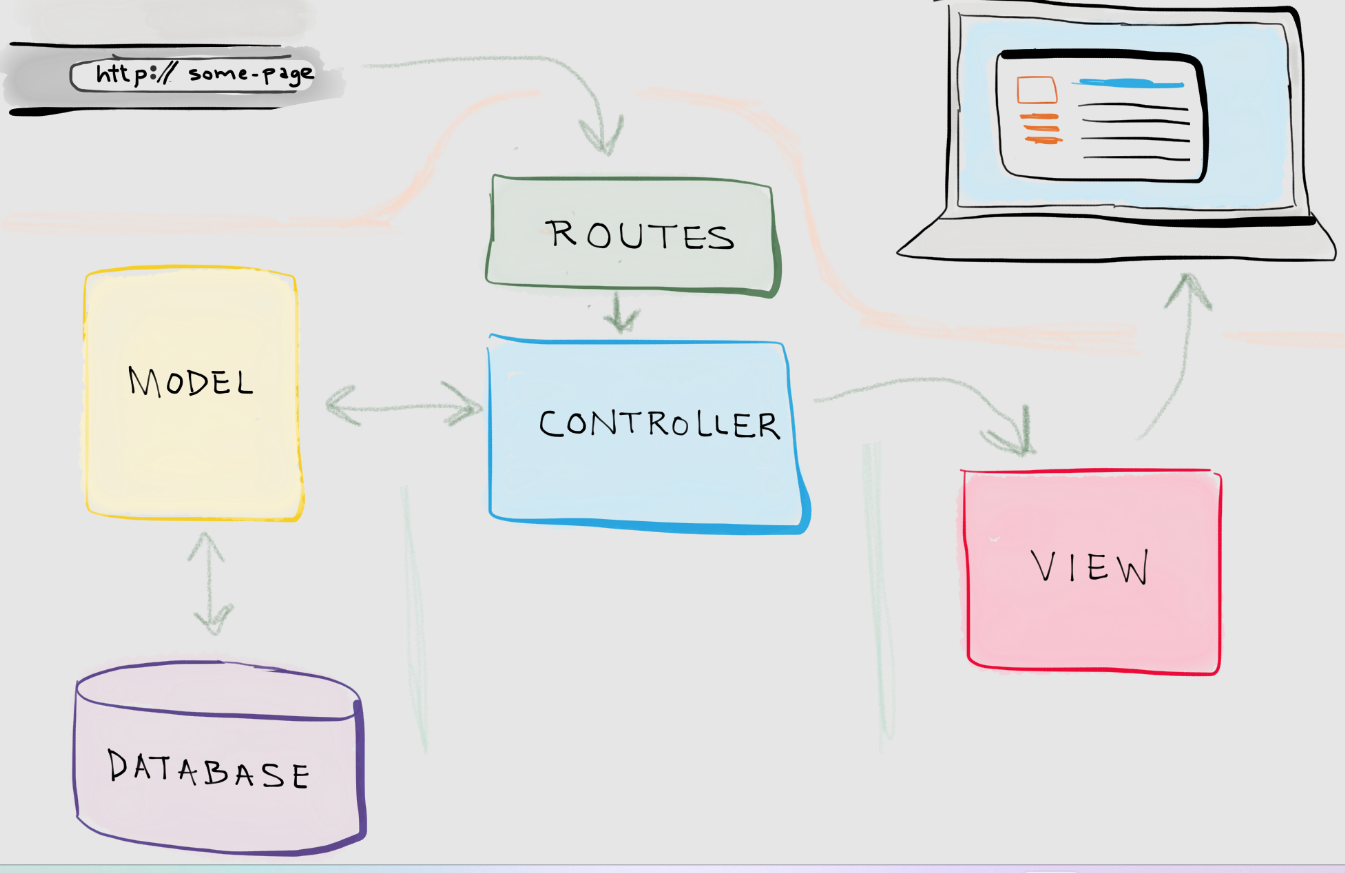 http:// some-page
ROUTES
MODEL
CONTROLLER
VIEW
DATABASE